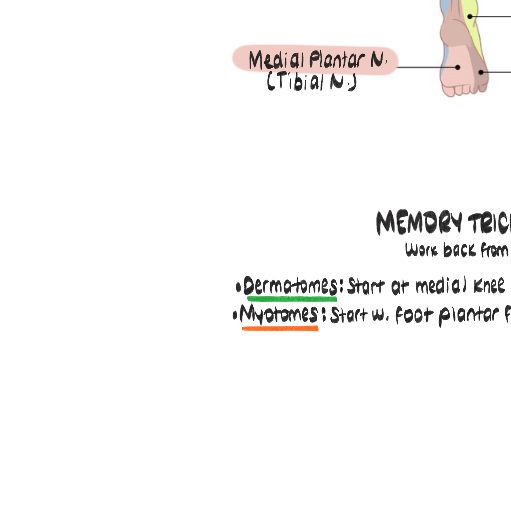 Medial Plantar N.
(Tibial N.)
MEMORY TRIC
Work back from
• Dermatomes: Start at medial knee
• Myotomes: Start w. foot plantar f